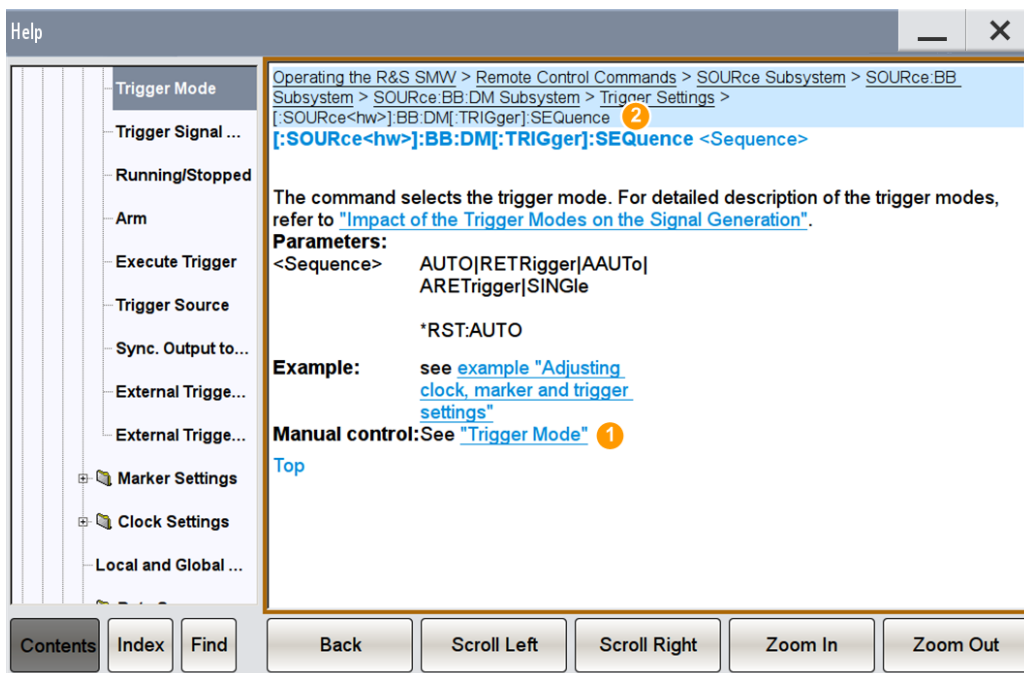 Help
Trigger Mode
Trigger Signal ...
Running/Stopped
Arm
Execute Trigger
Trigger Source
Sync. Output to...
External Trigge...
External Trigge...
Marker Settings
Clock Settings
Local and Global ...
Operating the R&S SMW > Remote Control Commands > SOURce Subsystem > SOURce:BB
Subsystem > SOURce:BB:DM Subsystem > Trigger Settings >
[:SOURce<hw>]:BB:DM[:TRIGger]:SEQuence 2
[:SOURce<hw>]:BB:DM[:TRIGger]:SEQuence <Sequence>
The command selects the trigger mode. For detailed description of the trigger modes,
refer to "Impact of the Trigger Modes on the Signal Generation".
Parameters:
<Sequence> AUTO|RETRigger|AAUTo|
ARETrigger|SINGle
*RST:AUTO
Example: see example "Adjusting
clock, marker and trigger
settings"
Manual control:See "Trigger Mode" 1
Top
Contents Index Find Back Scroll Left Scroll Right Zoom In Zoom Out